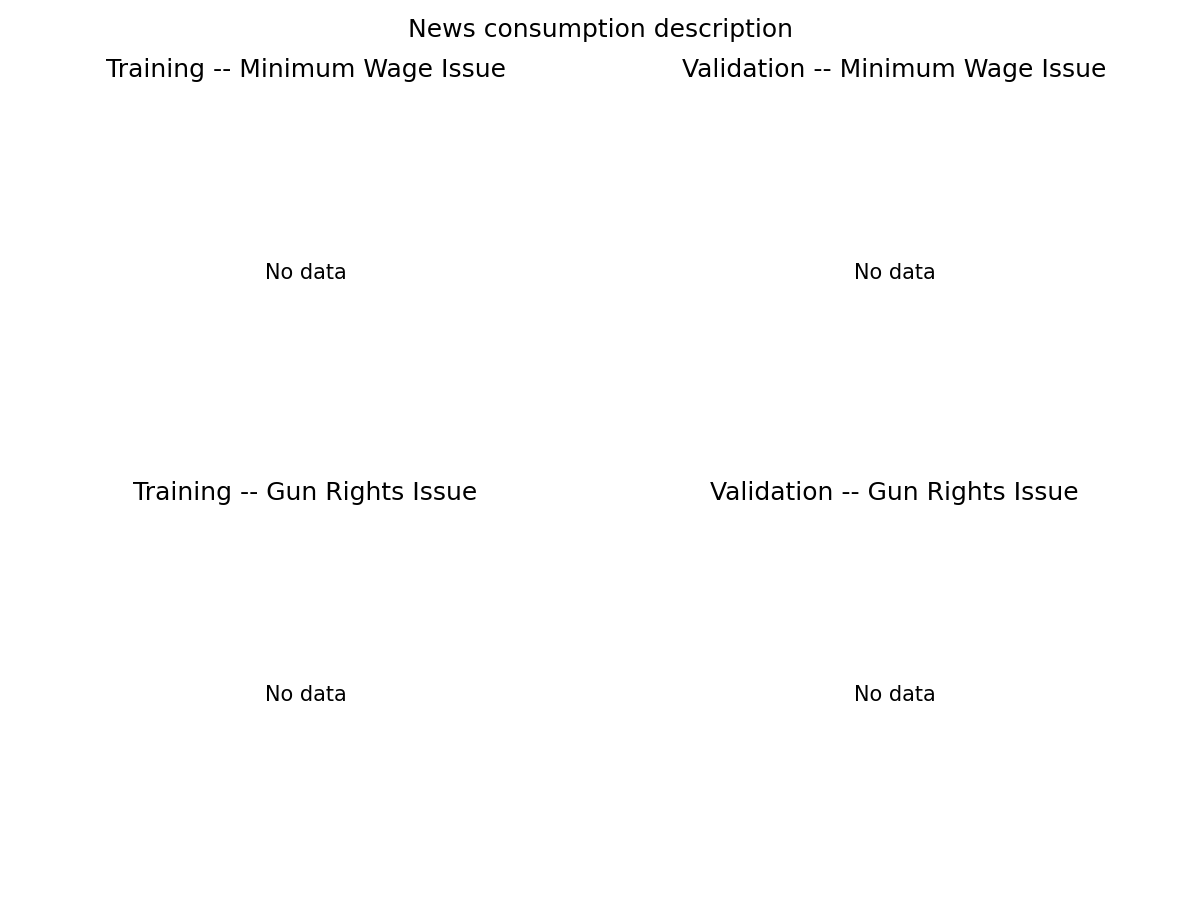 News consumption description
Training -- Minimum Wage Issue
Validation -- Minimum Wage Issue
No data
No data
Training -- Gun Rights Issue
Validation -- Gun Rights Issue
No data
No data